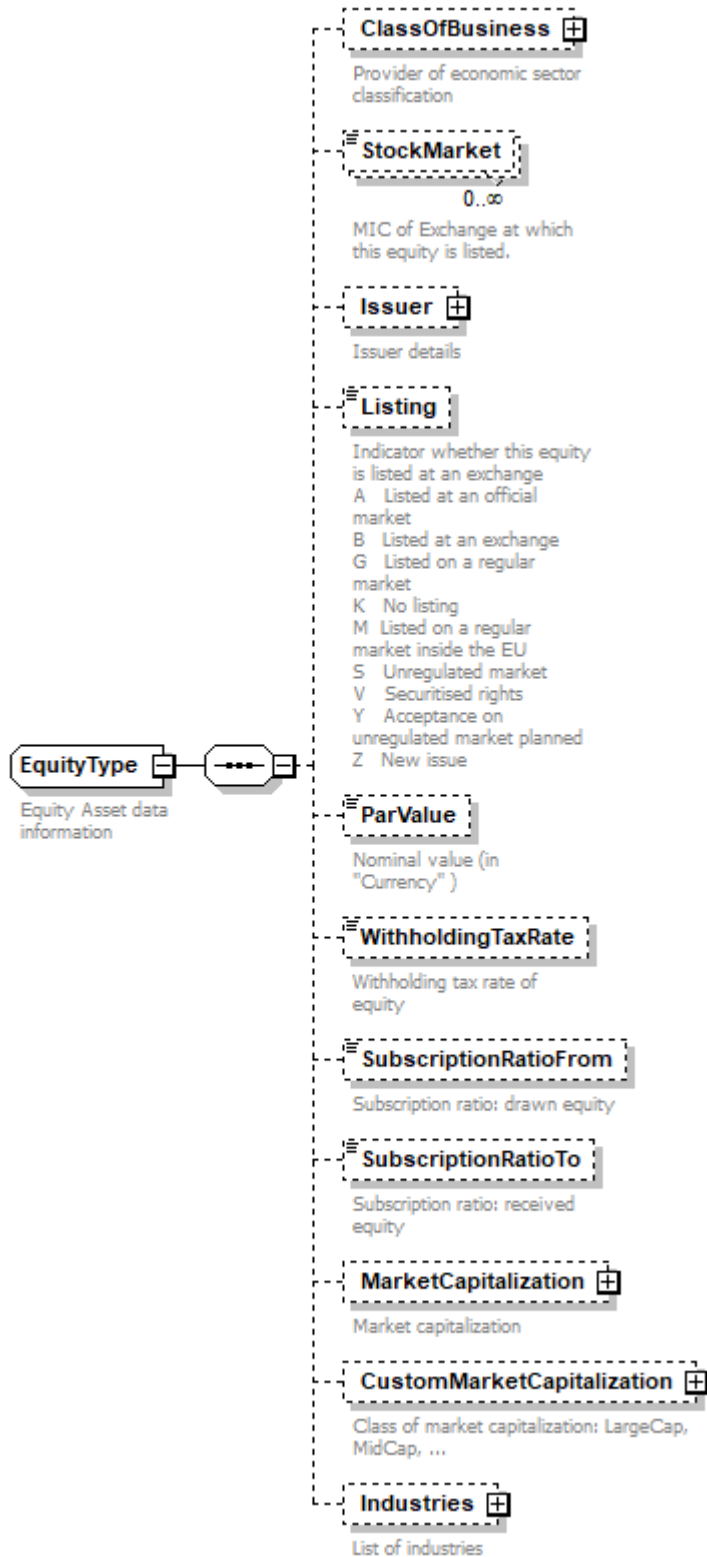 ClassOfBusiness
Provider of economic sector
classification
StockMarket
0..∞
MIC of Exchange at which
this equity is listed.
Issuer
Issuer details
Listing
Indicator whether this equity
is listed at an exchange
A Listed at an official
market
B Listed at an exchange
G Listed on a regular
market
K No listing
M Listed on a regular
market inside the EU
S Unregulated market
V Securitised rights
Y Acceptance on
unregulated market planned
Z New issue
EquityType
Equity Asset data
information
ParValue
Nominal value (in
"Currency" )
WithholdingTaxRate
Withholding tax rate of
equity
SubscriptionRatioFrom
Subscription ratio: drawn equity
SubscriptionRatioTo
Subscription ratio: received
equity
MarketCapitalization
Market capitalization
CustomMarketCapitalization
Class of market capitalization: LargeCap,
MidCap, ...
Industries
List of industries